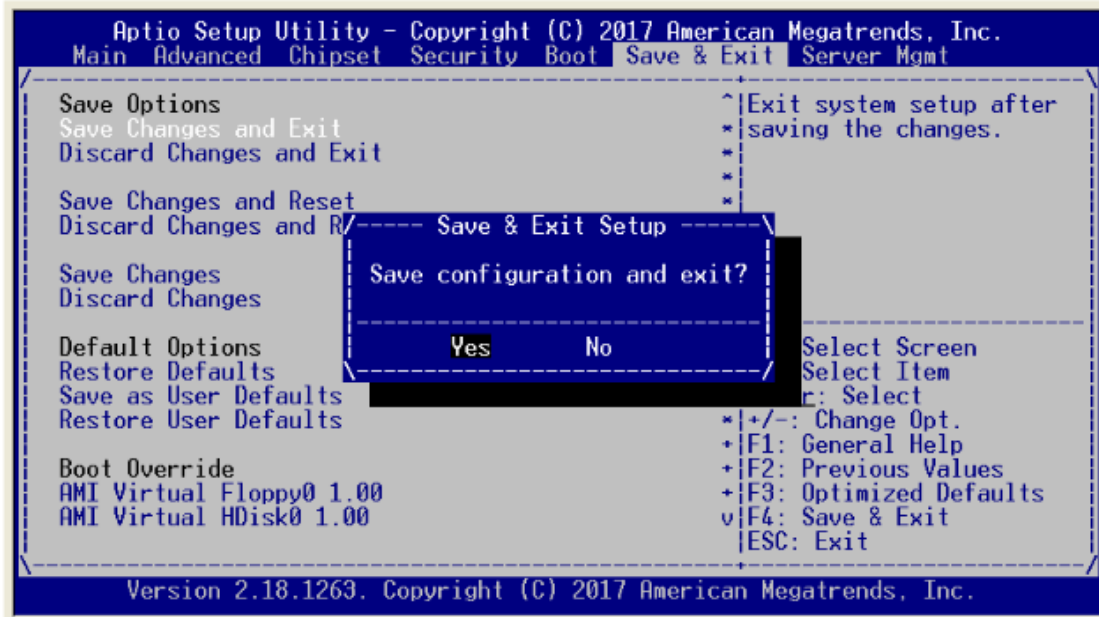 Aptio Setup Utility – Copyright (C) 2017 American Megatrends, Inc.
Main Advanced Chipset Security Boot Save & Exit Server Mgmt
Save Options
Save Changes and Exit
Discard Changes and Exit
Save Changes and Reset
Discard Changes and R
Save Changes
Discard Changes
Default Options
Restore Defaults
Save as User Defaults
Restore User Defaults
Boot Override
AMI Virtual Floppy0 1.00
AMI Virtual HDisk0 1.00
Save & Exit Setup
Save configuration and exit?
Yes No
Exit system setup after
saving the changes.
Select Screen
Select Item
r: Select
+/-: Change Opt.
F1: General Help
F2: Previous Values
F3: Optimized Defaults
F4: Save & Exit
ESC: Exit
Version 2.18.1263. Copyright (C) 2017 American Megatrends, Inc.